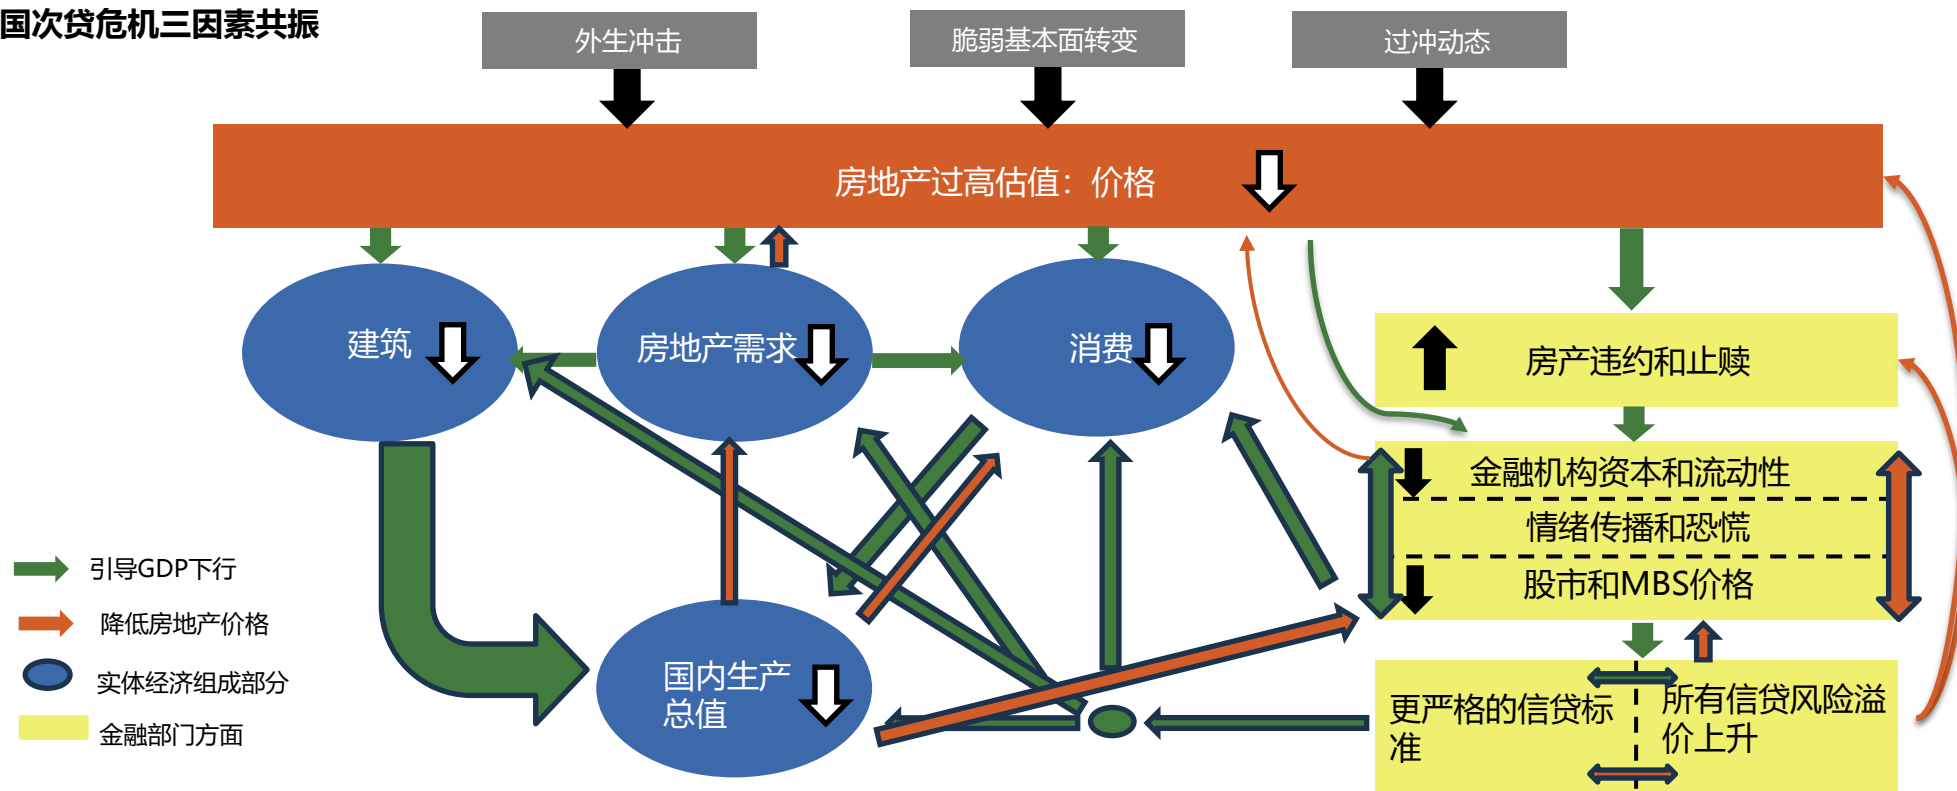 国次贷危机三因素共振
外生冲击
脆弱基本面转变
过冲动态
房地产过高估值：价格
建筑
房地产需求
消费
房产违约和止赎
金融机构资本和流动性
情绪传播和恐慌
股市和MBS价格
引导GDP下行
降低房地产价格
实体经济组成部分
金融部门方面
国内生产
总值
更严格的信贷标
准
所有信贷风险溢
价上升